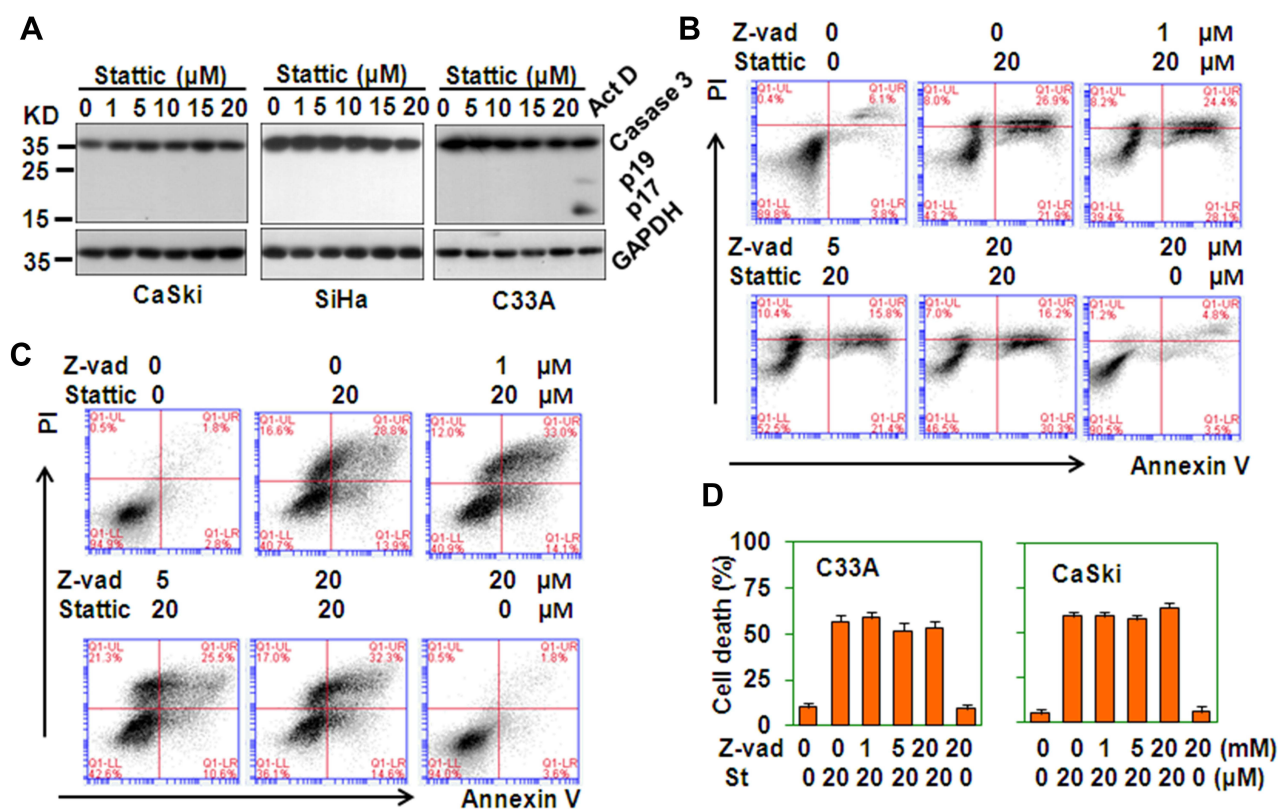 A
Stattic (µM)
Stattic (µM)
Stattic (µM)
0 1 5 10 15 20
0 1 5 10 15 20
0 1 5 10 15 20 Act D
KD
35
25
15
35
Casase 3
p19
p17
GAPDH
CaSki
SiHa
C33A
B
Z-vad 0 0 1 µM
Stattic 0 20 20 µM
PI
Q1-UL Q1-UR
0.4% 6.1%
Q1-LL Q1-LR
89.8% 3.8%
Q1-UL Q1-UR
8.0% 26.9%
Q1-LL Q1-LR
43.2% 21.9%
Q1-UL Q1-UR
8.2% 24.4%
Q1-LL Q1-LR
39.4% 28.1%
Z-vad 5 20 20 µM
Stattic 20 20 0 µM
Q1-UL Q1-UR
10.4% 15.8%
Q1-LL Q1-LR
52.5% 21.4%
Q1-UL Q1-UR
7.0% 16.2%
Q1-LL Q1-LR
46.5% 30.3%
Q1-UL Q1-UR
1.2% 4.8%
Q1-LL Q1-LR
90.5% 3.5%
Annexin V
C
Z-vad 0 0 1 µM
Stattic 0 20 20 µM
PI
Q1-UL Q1-UR
0.5% 1.8%
Q1-LL Q1-LR
94.9% 2.8%
Q1-UL Q1-UR
16.6% 28.8%
Q1-LL Q1-LR
40.7% 13.9%
Q1-UL Q1-UR
12.0% 33.0%
Q1-LL Q1-LR
40.9% 14.1%
Z-vad 5 20 20 µM
Stattic 20 20 0 µM
Q1-UL Q1-UR
21.3% 25.5%
Q1-LL Q1-LR
42.6% 10.6%
Q1-UL Q1-UR
17.0% 32.3%
Q1-LL Q1-LR
36.1% 14.6%
Q1-UL Q1-UR
0.5% 1.8%
Q1-LL Q1-LR
94.0% 3.6%
Annexin V
D
Cell death (%)
100
75
50
25
0
C33A
CaSki
Z-vad 0 0 1 5 20 20 0 0 1 5 20 20 (mM)
St 0 20 20 20 20 0 0 20 20 20 20 0 (µM)